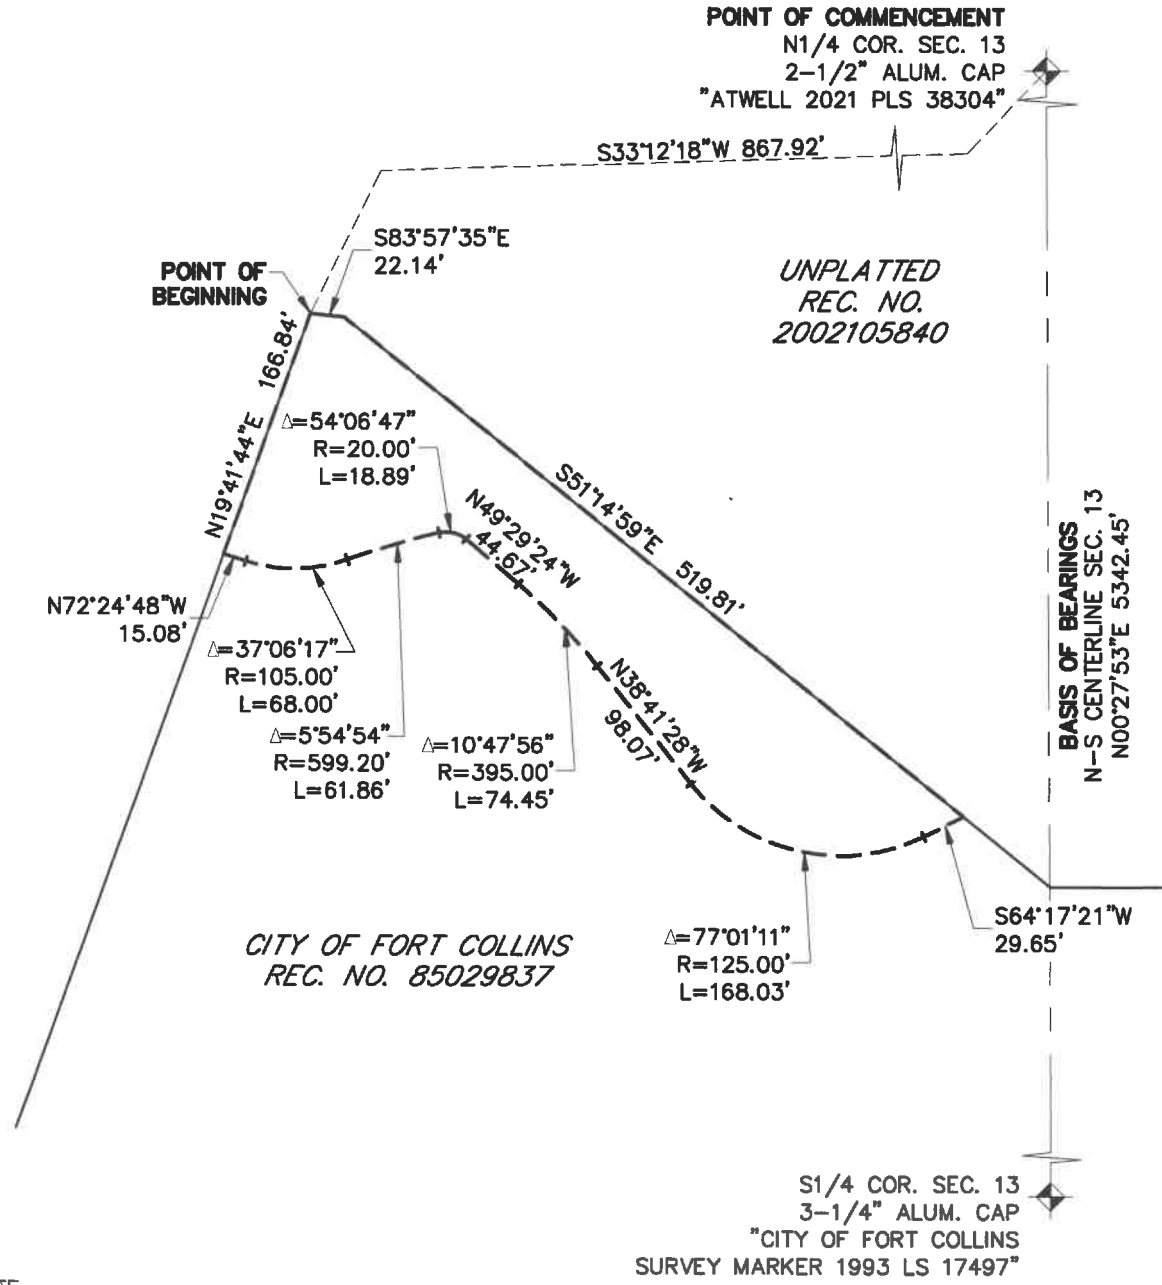 POINT OF COMMENCEMENT
N1/4 COR. SEC. 13
2-1/2" ALUM. CAP
"ATWELL 2021 PLS 38304"
S33°12'18"W 867.92'
S83°57'35"E
22.14'
POINT OF
BEGINNING
UNPLATTED
REC. NO.
2002105840
N19°41'44"E 166.84'
Δ=54°06'47"
R=20.00'
L=18.89'
N49°29'24"W
44.67'
S51°14'59"E 519.81'
BASIS OF BEARINGS
N-S CENTERLINE SEC. 13
N00°27'53"E 5342.45'
N72°24'48"W
15.08'
Δ=37°06'17"
R=105.00'
L=68.00'
Δ=5°54'54"
R=599.20'
L=61.86'
Δ=10°47'56"
R=395.00'
L=74.45'
N38°41'28"W
98.07'
S64°17'21"W
29.65'
Δ=77°01'11"
R=125.00'
L=168.03'
CITY OF FORT COLLINS
REC. NO. 85029837
S1/4 COR. SEC. 13
3-1/4" ALUM. CAP
"CITY OF FORT COLLINS
SURVEY MARKER 1993 LS 17497"